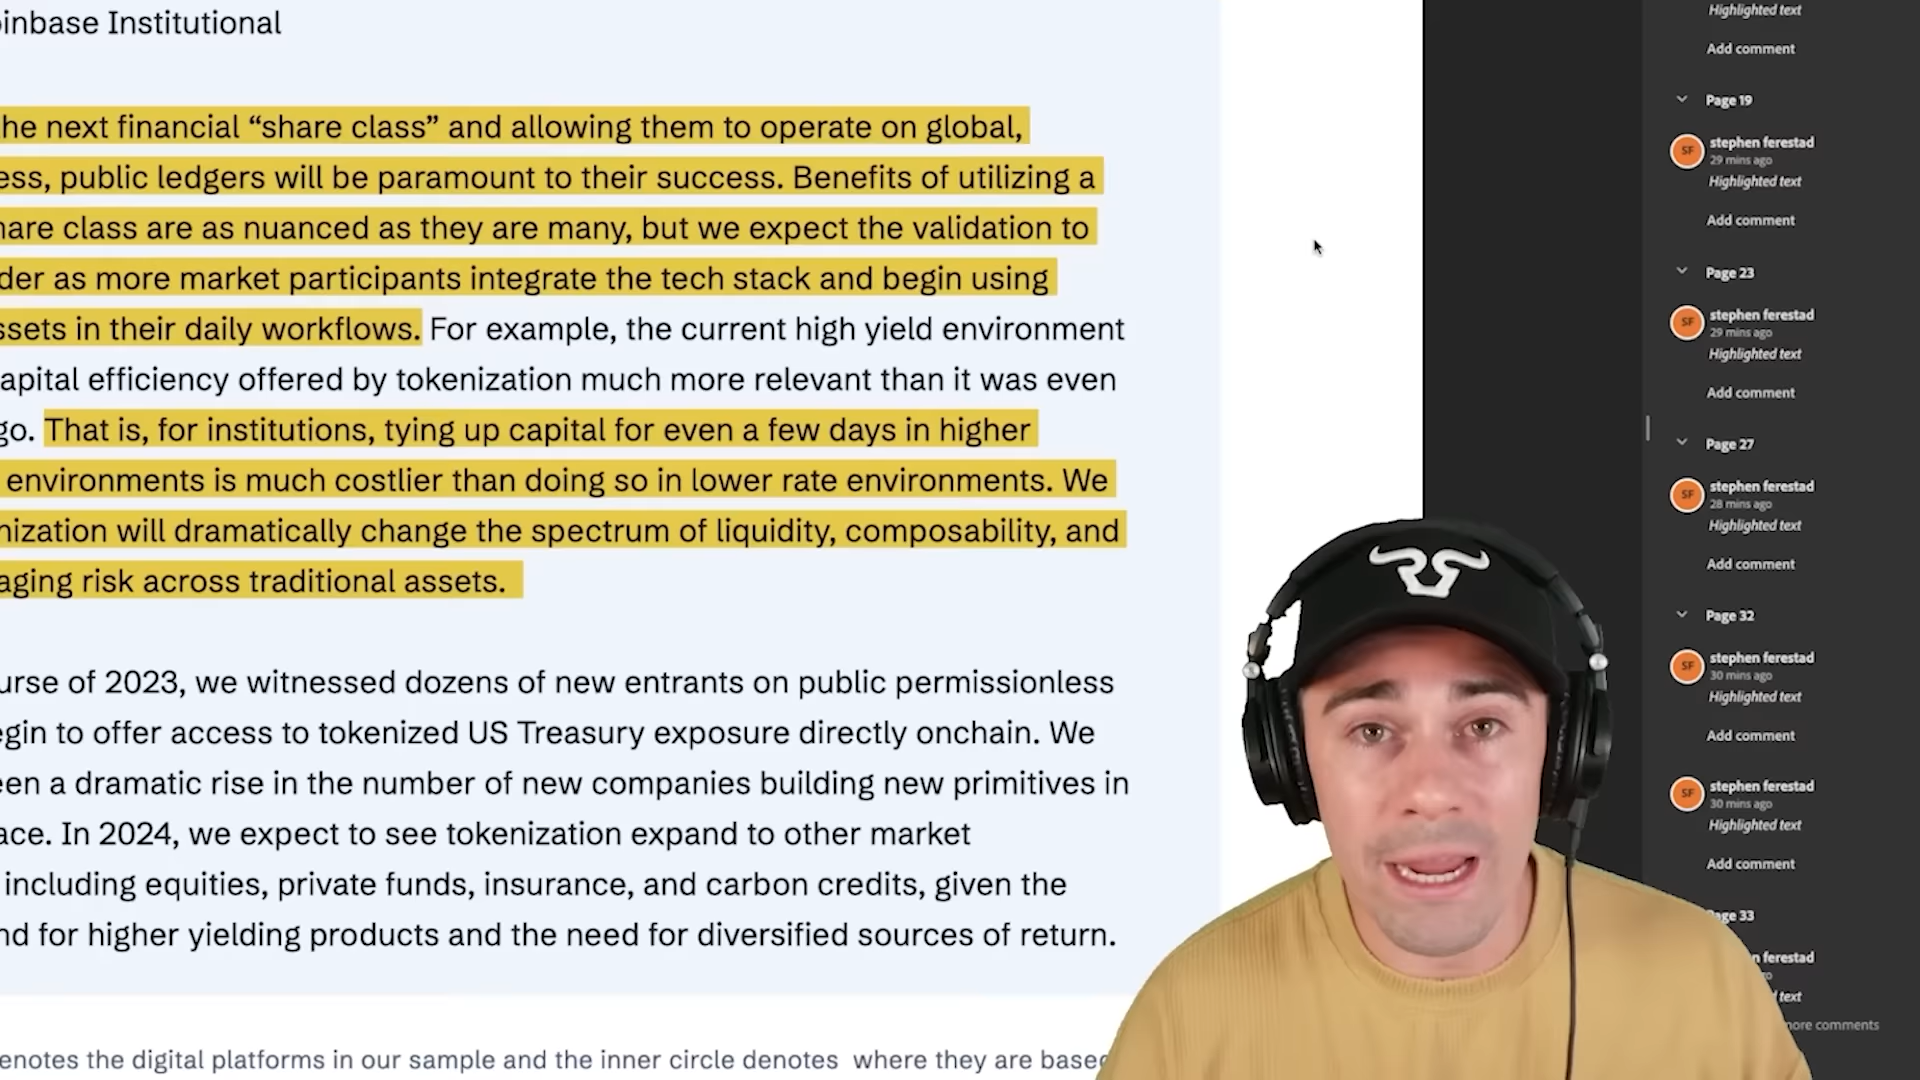 inbase Institutional
he next financial “share class” and allowing them to operate on global,
ess, public ledgers will be paramount to their success. Benefits of utilizing a
hare class are as nuanced as they are many, but we expect the validation to
der as more market participants integrate the tech stack and begin using
ssets in their daily workflows. For example, the current high yield environment
apital efficiency offered by tokenization much more relevant than it was even
go. That is, for institutions, tying up capital for even a few days in higher
environments is much costlier than doing so in lower rate environments. We
nization will dramatically change the spectrum of liquidity, composability, and
aging risk across traditional assets.
urse of 2023, we witnessed dozens of new entrants on public permissionless
egin to offer access to tokenized US Treasury exposure directly onchain. We
een a dramatic rise in the number of new companies building new primitives in
ace. In 2024, we expect to see tokenization expand to other market
including equities, private funds, insurance, and carbon credits, given the
nd for higher yielding products and the need for diversified sources of return.
enotes the digital platforms in our sample and the inner circle denotes where they are based
Highlighted text
Add comment
Page 19
SF stephen ferestad
29 mins ago
Highlighted text
Add comment
Page 23
SF stephen ferestad
29 mins ago
Highlighted text
Add comment
Page 27
SF stephen ferestad
28 mins ago
Highlighted text
Add comment
Page 32
SF stephen ferestad
30 mins ago
Highlighted text
Add comment
SF stephen ferestad
30 mins ago
Highlighted text
Add comment
age 33
n ferestad
go
text
more comments